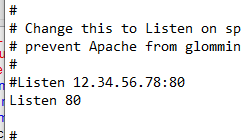 #
# Change this to Listen on sp
# prevent Apache from glommin
#
#Listen 12.34.56.78:80
Listen 80
#